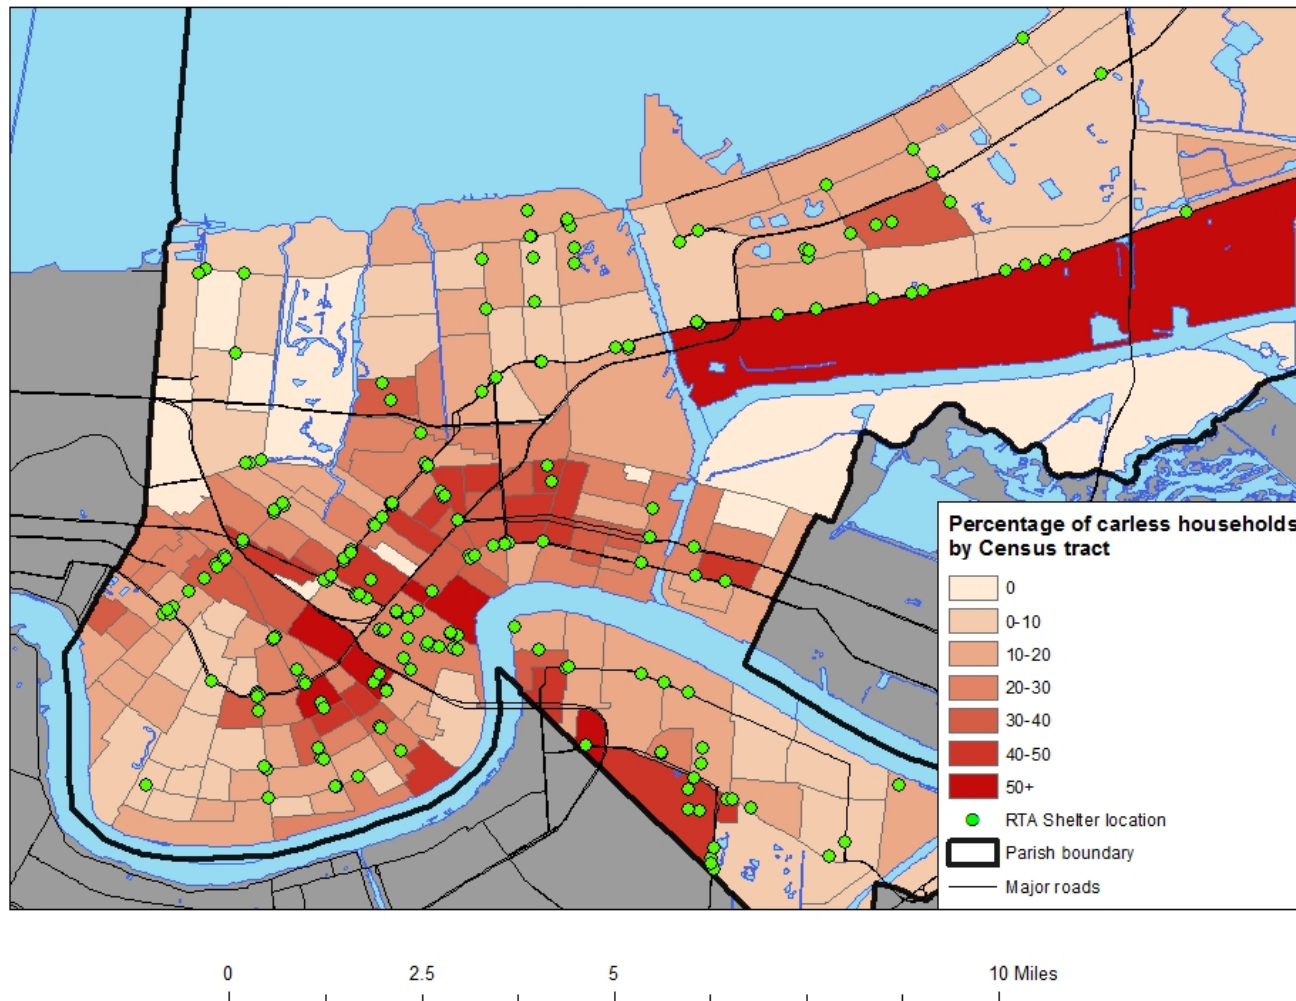 Percentage of carless households
by Census tract
0
0-10
10-20
20-30
30-40
40-50
50+
RTA Shelter location
Parish boundary
Major roads
0 2.5 5 10 Miles